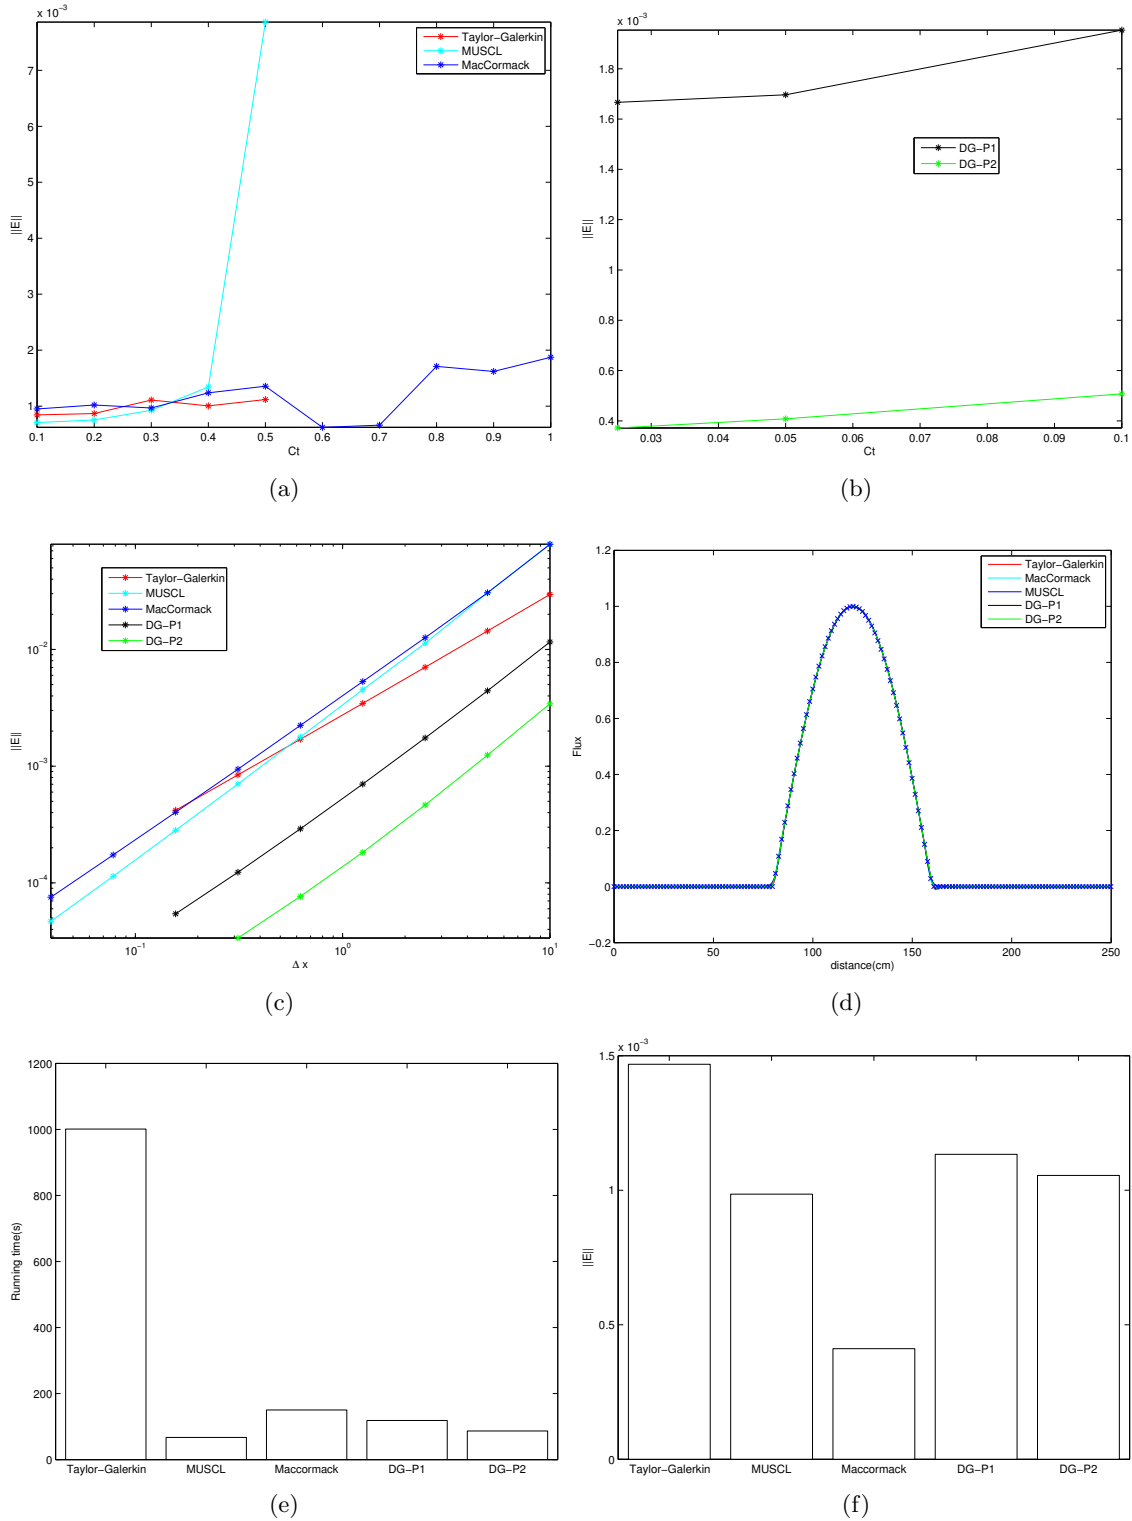 x 10⁻³
7
6
5
4
3
2
1
||E||
0.1 0.2 0.3 0.4 0.5 0.6 0.7 0.8 0.9 1
Ct
Taylor−Galerkin
MUSCL
MacCormack
(a)
x 10⁻³
1.8
1.6
1.4
1.2
1
0.8
0.6
0.4
||E||
0.03 0.04 0.05 0.06 0.07 0.08 0.09 0.1
Ct
DG−P1
DG−P2
(b)
10⁻²
10⁻³
10⁻⁴
||E||
10⁻¹ 10⁰ 10¹
Δ x
Taylor−Galerkin
MUSCL
MacCormack
DG−P1
DG−P2
(c)
1.2
1
0.8
0.6
0.4
0.2
0
−0.2
Flux
0 50 100 150 200 250
distance(cm)
Taylor−Galerkin
MacCormack
MUSCL
DG−P1
DG−P2
(d)
1200
1000
800
600
400
200
0
Running time(s)
Taylor−Galerkin MUSCL Maccormack DG−P1 DG−P2
(e)
x 10⁻³
1.5
1
0.5
0
||E||
Taylor−Galerkin MUSCL Maccormack DG−P1 DG−P2
(f)